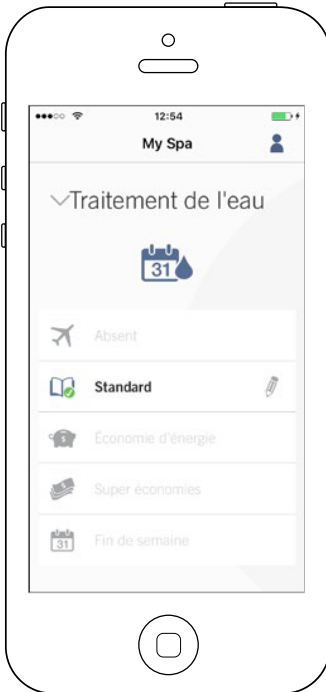 12:54
My Spa
Traitement de l'eau
31
Absent
Standard
Économie d'énergie
Super économies
31
Fin de semaine